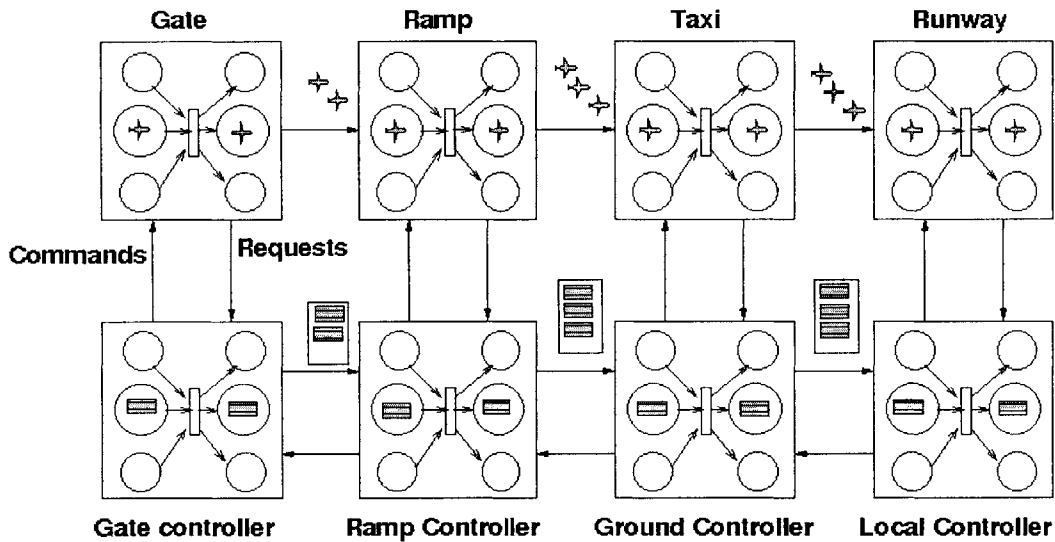 Gate
Ramp
Taxi
Runway
Commands
Requests
Gate controller
Ramp Controller
Ground Controller
Local Controller